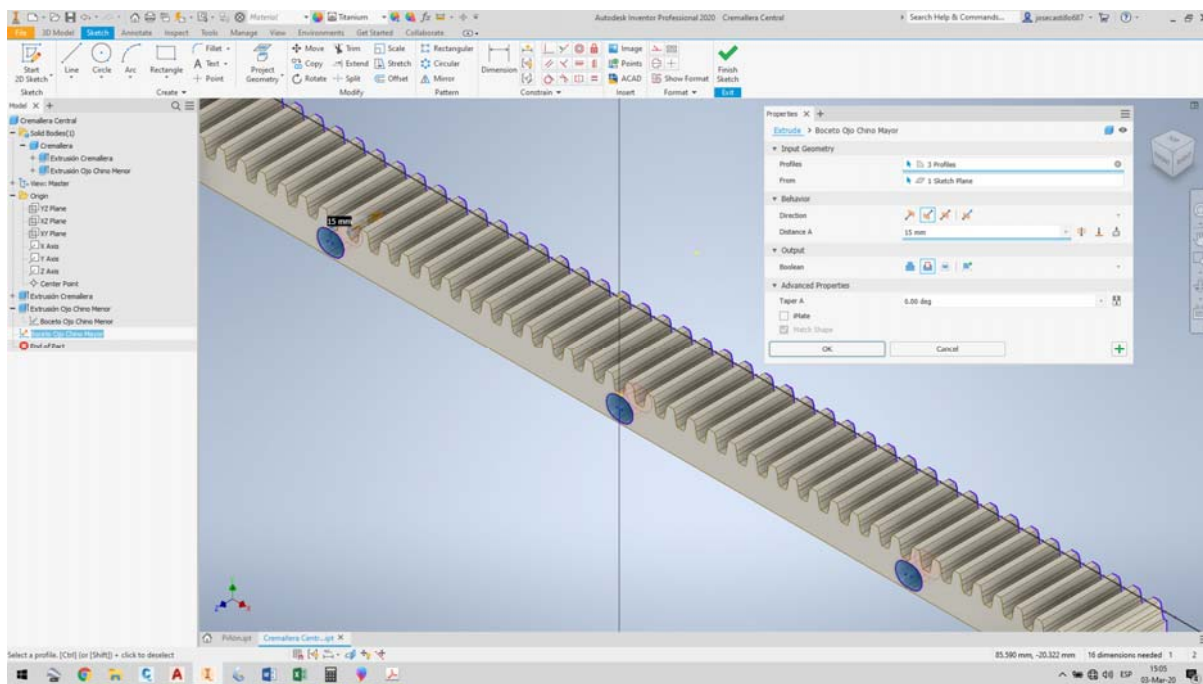 Material
Titanium
Autodesk Inventor Professional 2020 Cremallera Central
Search Help & Commands...
josecastillo687
File 3D Model Sketch Annotate Inspect Tools Manage View Environments Get Started Collaborate
Start 2D Sketch
Line
Circle
Arc
Rectangle
Fillet
Text
Point
Project Geometry
Move
Copy
Rotate
Trim
Extend
Split
Scale
Stretch
Offset
Rectangular
Circular
Mirror
Dimension
Image
Points
ACAD
Show Format
Finish Sketch
Sketch Create Modify Pattern Constrain Insert Format Exit
Model
Cremallera Central
Solid Bodies(1)
Cremallera
Extrusión Cremallera
Extrusión Ojo Chino Menor
View: Master
Origin
YZ Plane
XZ Plane
XY Plane
X Axis
Y Axis
Z Axis
Center Point
Extrusión Cremallera
Extrusión Ojo Chino Menor
Boceto Ojo Chino Menor
Boceto Ojo Chino Mayor
End of Part
15 mm
Properties
Extrude > Boceto Ojo Chino Mayor
Input Geometry
Profiles 3 Profiles
From 1 Sketch Plane
Behavior
Direction
Distance A 15 mm
Output
Boolean
Advanced Properties
Taper A 0.00 deg
iMate
Match Shape
OK Cancel
Piñón.ipt Cremallera Centr...ipt
Select a profile. [Ctrl] (or [Shift]) + click to deselect
85.590 mm, -20.322 mm 16 dimensions needed 1 2
ESP
15:05
03-Mar-20